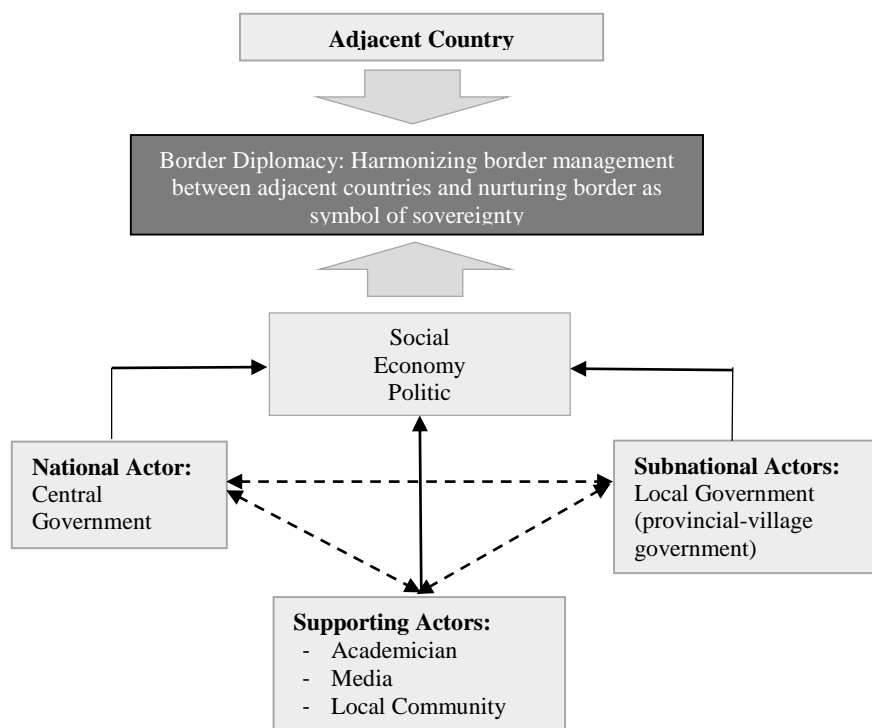 Adjacent Country
Border Diplomacy: Harmonizing border management
between adjacent countries and nurturing border as
symbol of sovereignty
Social
Economy
Politic
National Actor:
Central
Government
Subnational Actors:
Local Government
(provincial-village
government)
Supporting Actors:
- Academician
- Media
- Local Community